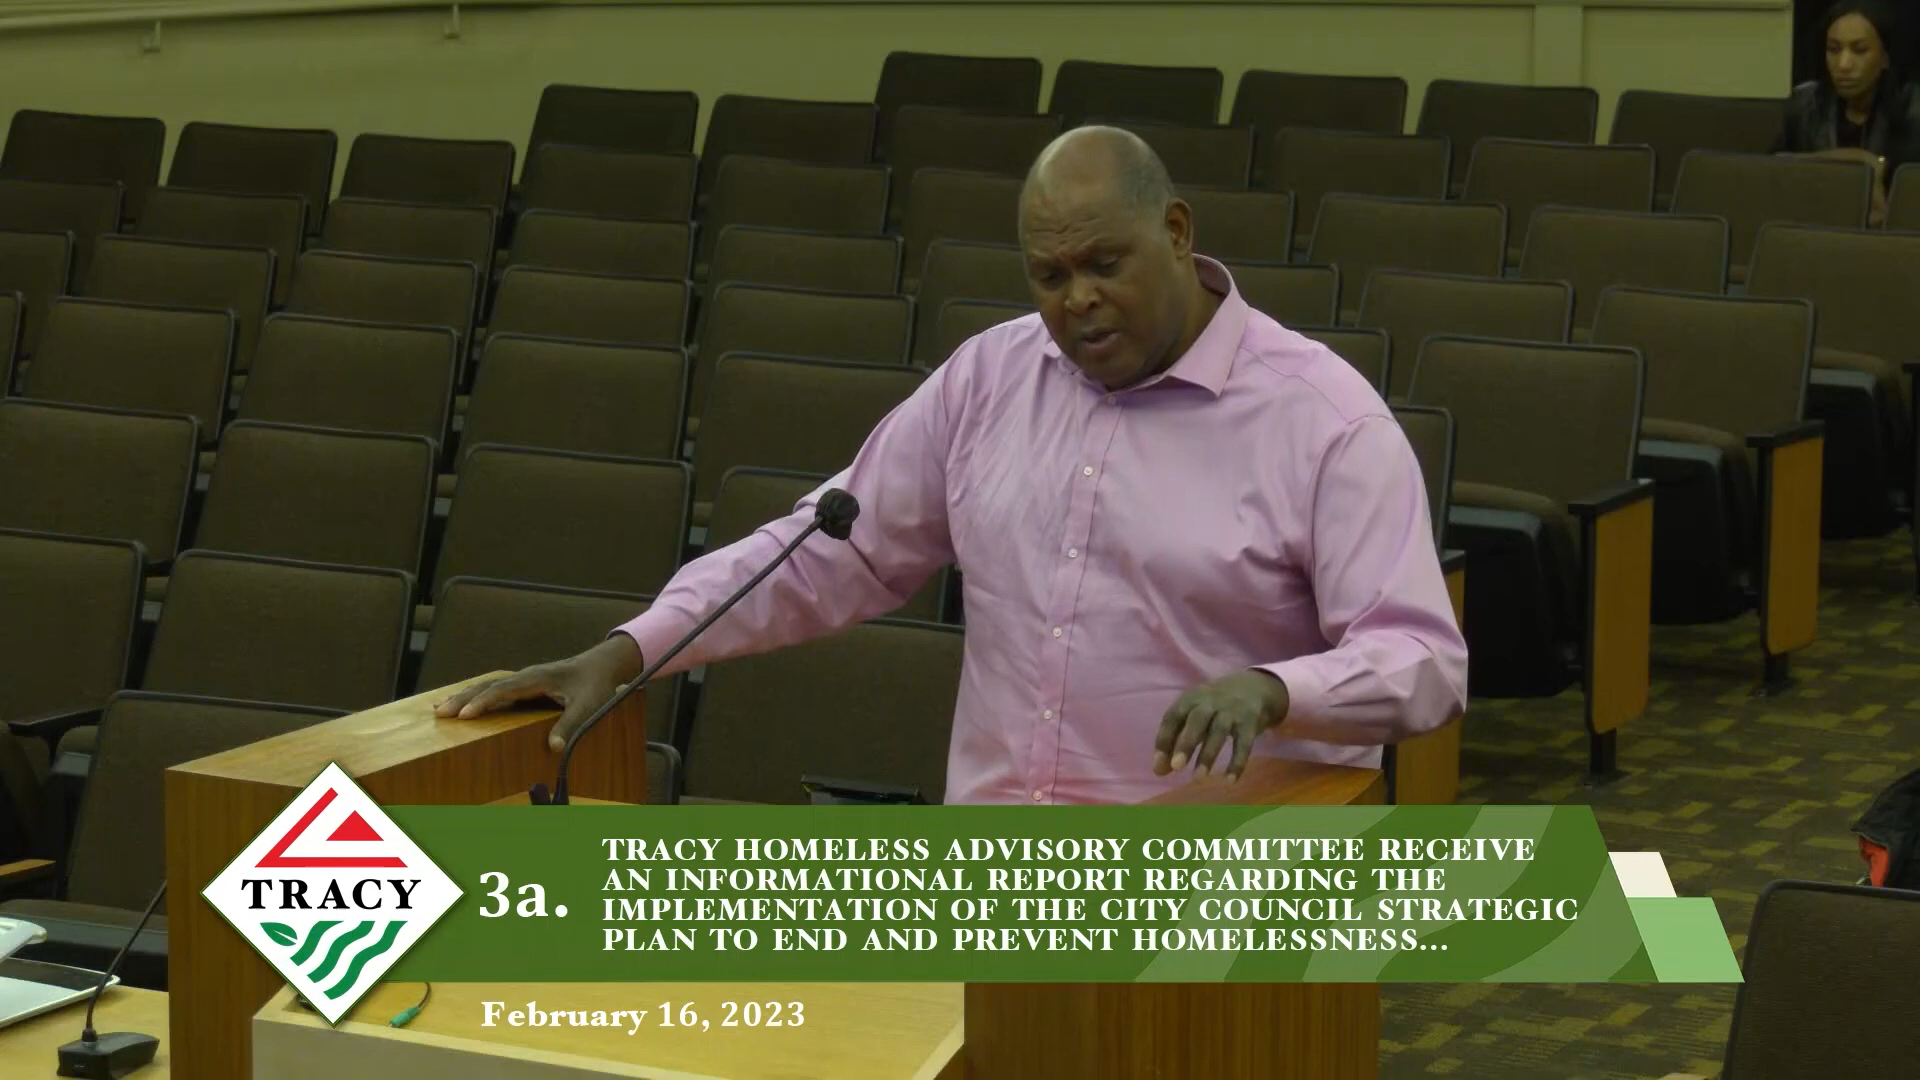 TRACY
3a.
TRACY HOMELESS ADVISORY COMMITTEE RECEIVE
AN INFORMATIONAL REPORT REGARDING THE
IMPLEMENTATION OF THE CITY COUNCIL STRATEGIC
PLAN TO END AND PREVENT HOMELESSNESS...
February 16, 2023